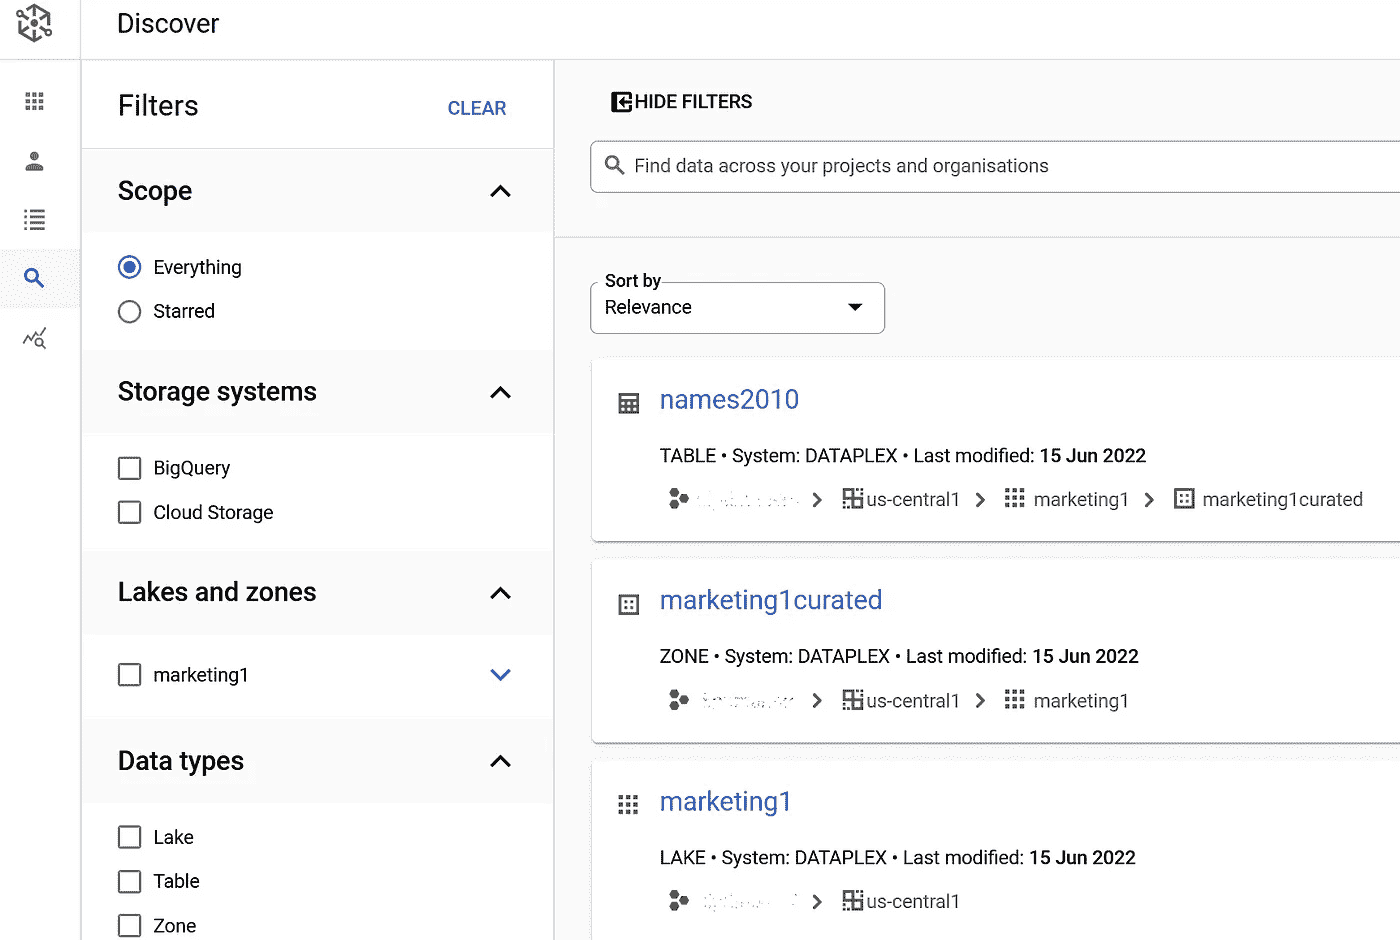 Discover
Filters
CLEAR
Scope
Everything
Starred
Storage systems
BigQuery
Cloud Storage
Lakes and zones
marketing1
Data types
Lake
Table
Zone
HIDE FILTERS
Find data across your projects and organisations
Sort by
Relevance
names2010
TABLE • System: DATAPLEX • Last modified: 15 Jun 2022
us-central1 marketing1 marketing1curated
marketing1curated
ZONE • System: DATAPLEX • Last modified: 15 Jun 2022
us-central1 marketing1
marketing1
LAKE • System: DATAPLEX • Last modified: 15 Jun 2022
us-central1